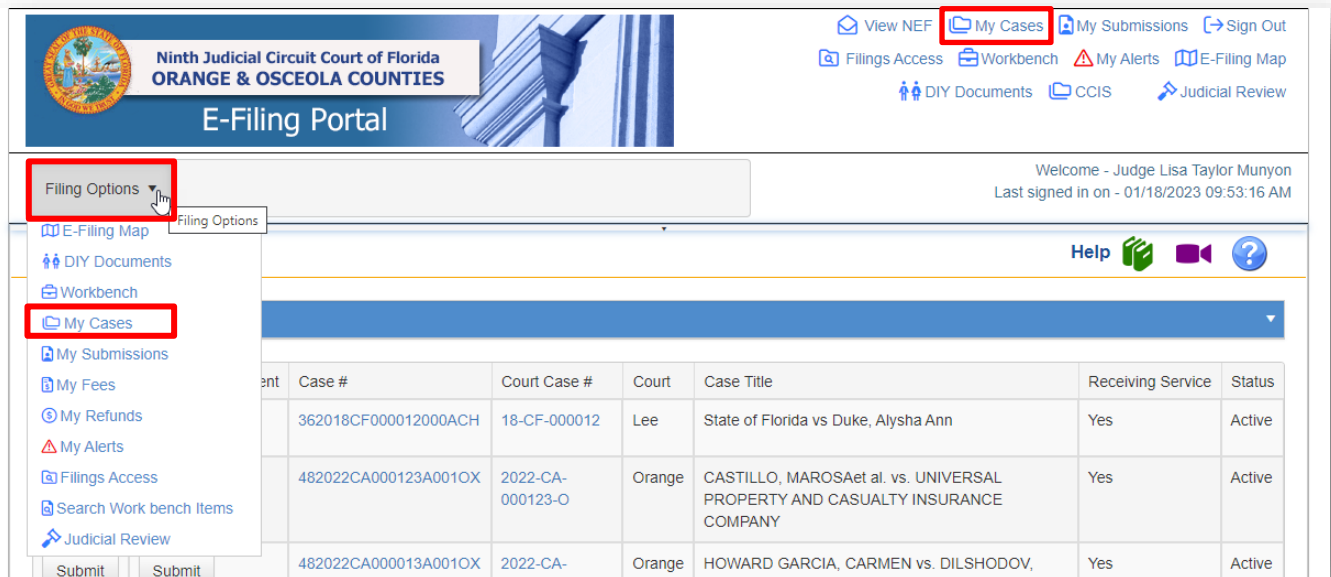 View NEF My Cases My Submissions Sign Out
Ninth Judicial Circuit Court of Florida
ORANGE & OSCEOLA COUNTIES
E-Filing Portal
Filings Access Workbench My Alerts E-Filing Map
DIY Documents CCIS Judicial Review
Filing Options
Welcome - Judge Lisa Taylor Munyon
Last signed in on - 01/18/2023 09:53:16 AM
Filing Options
E-Filing Map
DIY Documents
Workbench
My Cases
My Submissions
My Fees
My Refunds
My Alerts
Filings Access
Search Work bench Items
Judicial Review
Help
ent Case # Court Case # Court Case Title Receiving Service Status
362018CF000012000ACH 18-CF-000012 Lee State of Florida vs Duke, Alysha Ann Yes Active
482022CA000123A001OX 2022-CA- Orange CASTILLO, MAROSAet al. vs. UNIVERSAL Yes Active
000123-O PROPERTY AND CASUALTY INSURANCE
COMPANY
Submit Submit 482022CA000013A001OX 2022-CA- Orange HOWARD GARCIA, CARMEN vs. DILSHODOV, Yes Active